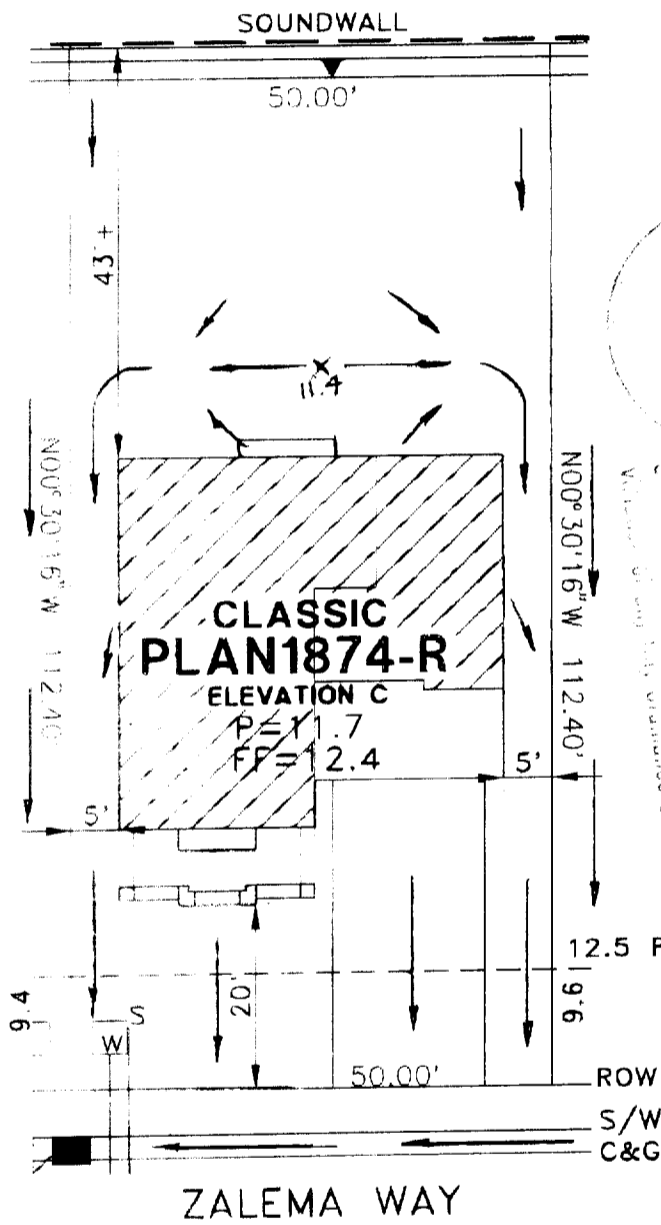 SOUNDWALL
50.00'
43'+
11.4
N00°30'16"W 112.40'
N00°30'16"W 112.40'
CLASSIC
PLAN1874-R
ELEVATION C
P=11.7
FF=12.4
5'
5'
12.5 P
9.4
S
W
20'
9.6
50.00'
ROW
S/W
C&G
ZALEMA WAY